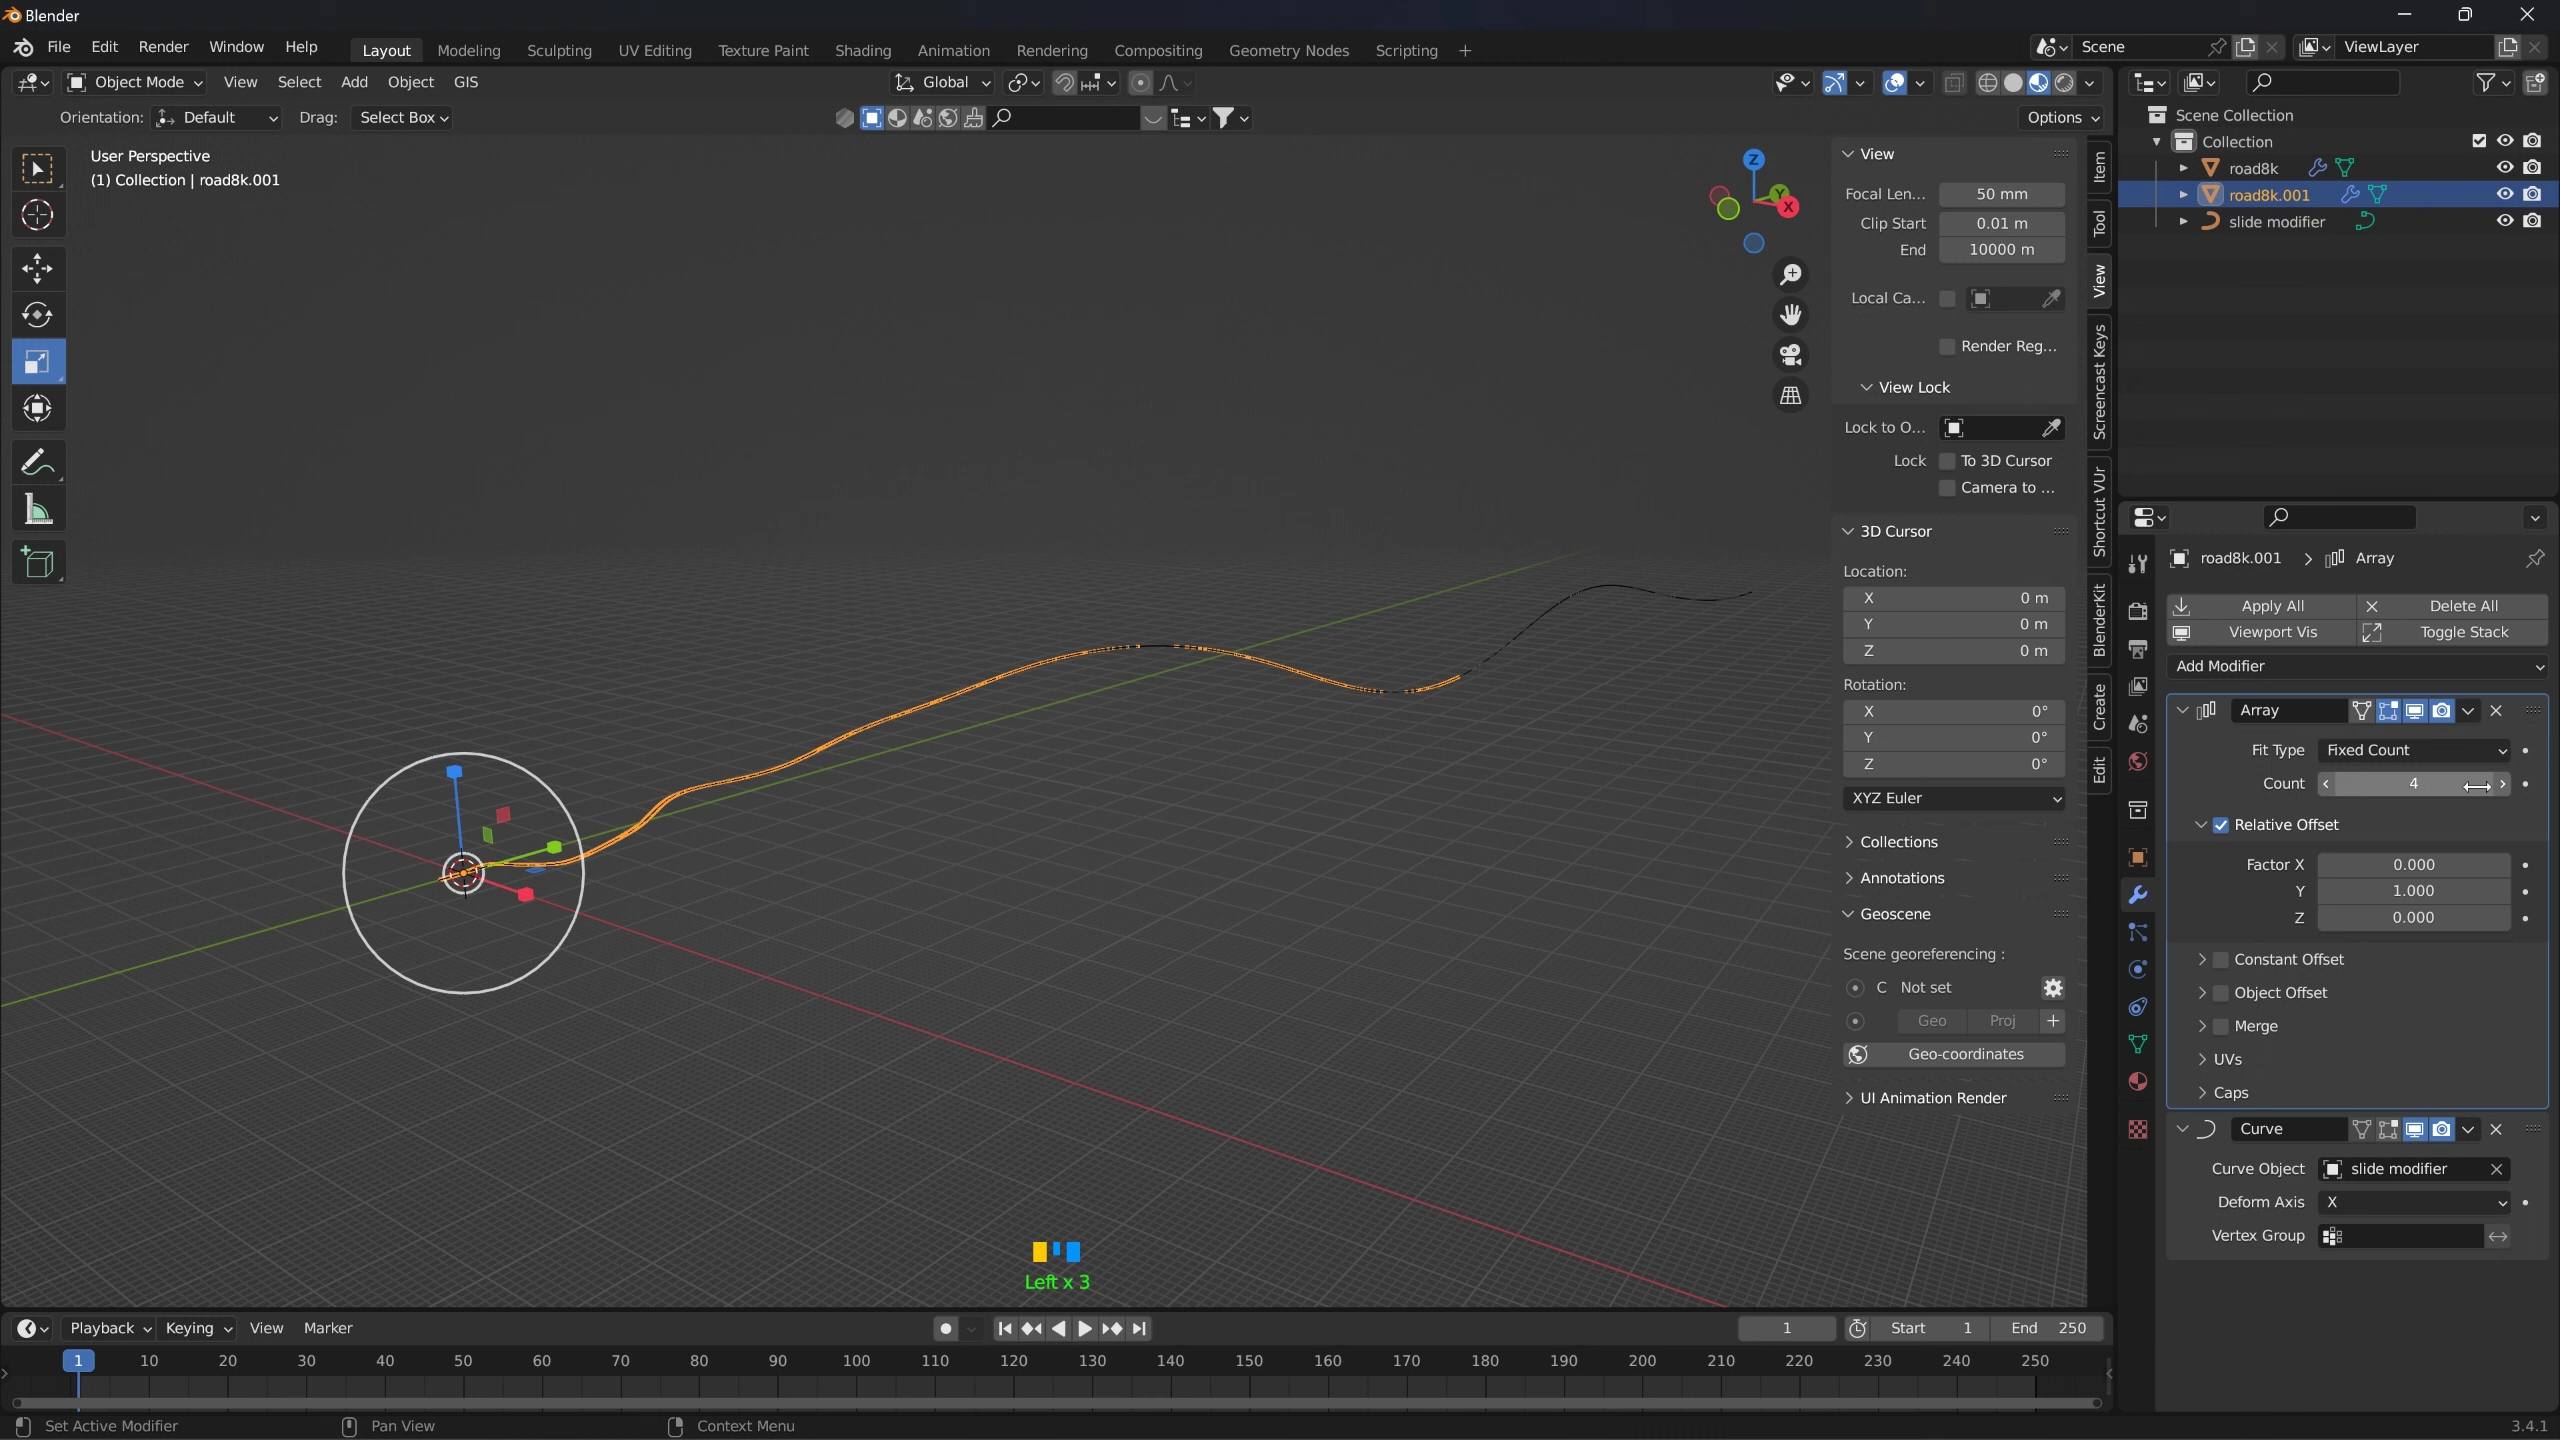 Blender
File Edit Render Window Help Layout Modeling Sculpting UV Editing Texture Paint Shading Animation Rendering Compositing Geometry Nodes Scripting + Scene ViewLayer
Object Mode View Select Add Object GIS Global
Orientation: Default Drag: Select Box Options
User Perspective
(1) Collection | road8k.001
Z
Y
X
View
Focal Len... 50 mm
Clip Start 0.01 m
End 10000 m
Local Ca...
Render Reg...
View Lock
Lock to O...
Lock To 3D Cursor
Camera to ...
3D Cursor
Location:
X 0 m
Y 0 m
Z 0 m
Rotation:
X 0°
Y 0°
Z 0°
XYZ Euler
Collections
Annotations
Geoscene
Scene georeferencing :
C Not set
Geo Proj +
Geo-coordinates
UI Animation Render
Item
Tool
View
Screencast Keys
Shortcut VUr
BlenderKit
Create
Edit
Scene Collection
Collection
road8k
road8k.001
slide modifier
road8k.001 > Array
Apply All Delete All
Viewport Vis Toggle Stack
Add Modifier
Array
Fit Type Fixed Count
Count 4
Relative Offset
Factor X 0.000
Y 1.000
Z 0.000
Constant Offset
Object Offset
Merge
UVs
Caps
Curve
Curve Object slide modifier
Deform Axis X
Vertex Group
Left x 3
Playback Keying View Marker 1 Start 1 End 250
1 10 20 30 40 50 60 70 80 90 100 110 120 130 140 150 160 170 180 190 200 210 220 230 240 250
Set Active Modifier Pan View Context Menu 3.4.1